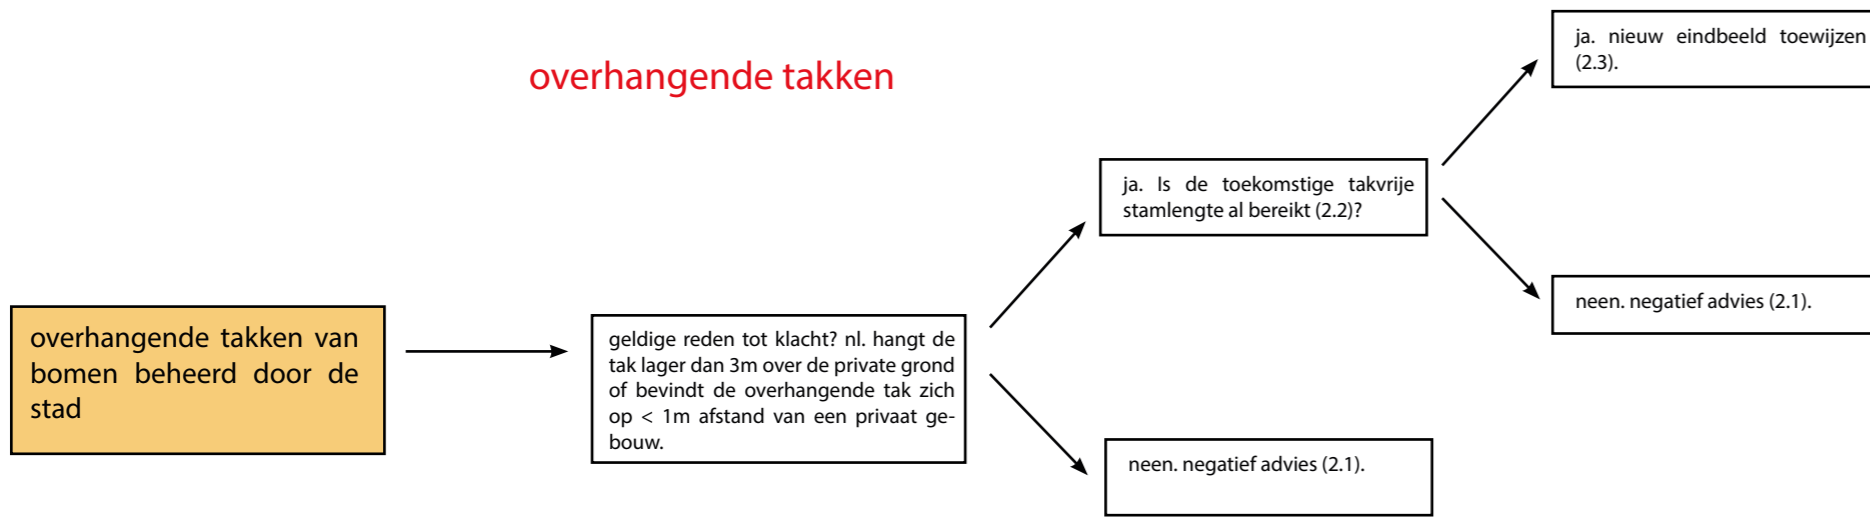 overhangende takken
overhangende takken van
bomen beheerd door de
stad
geldige reden tot klacht? nl. hangt de
tak lager dan 3m over de private grond
of bevindt de overhangende tak zich
op < 1m afstand van een privaat ge-
bouw.
ja. Is de toekomstige takvrije
stamlengte al bereikt (2.2)?
ja. nieuw eindbeeld toewijzen
(2.3).
neen. negatief advies (2.1).
neen. negatief advies (2.1).